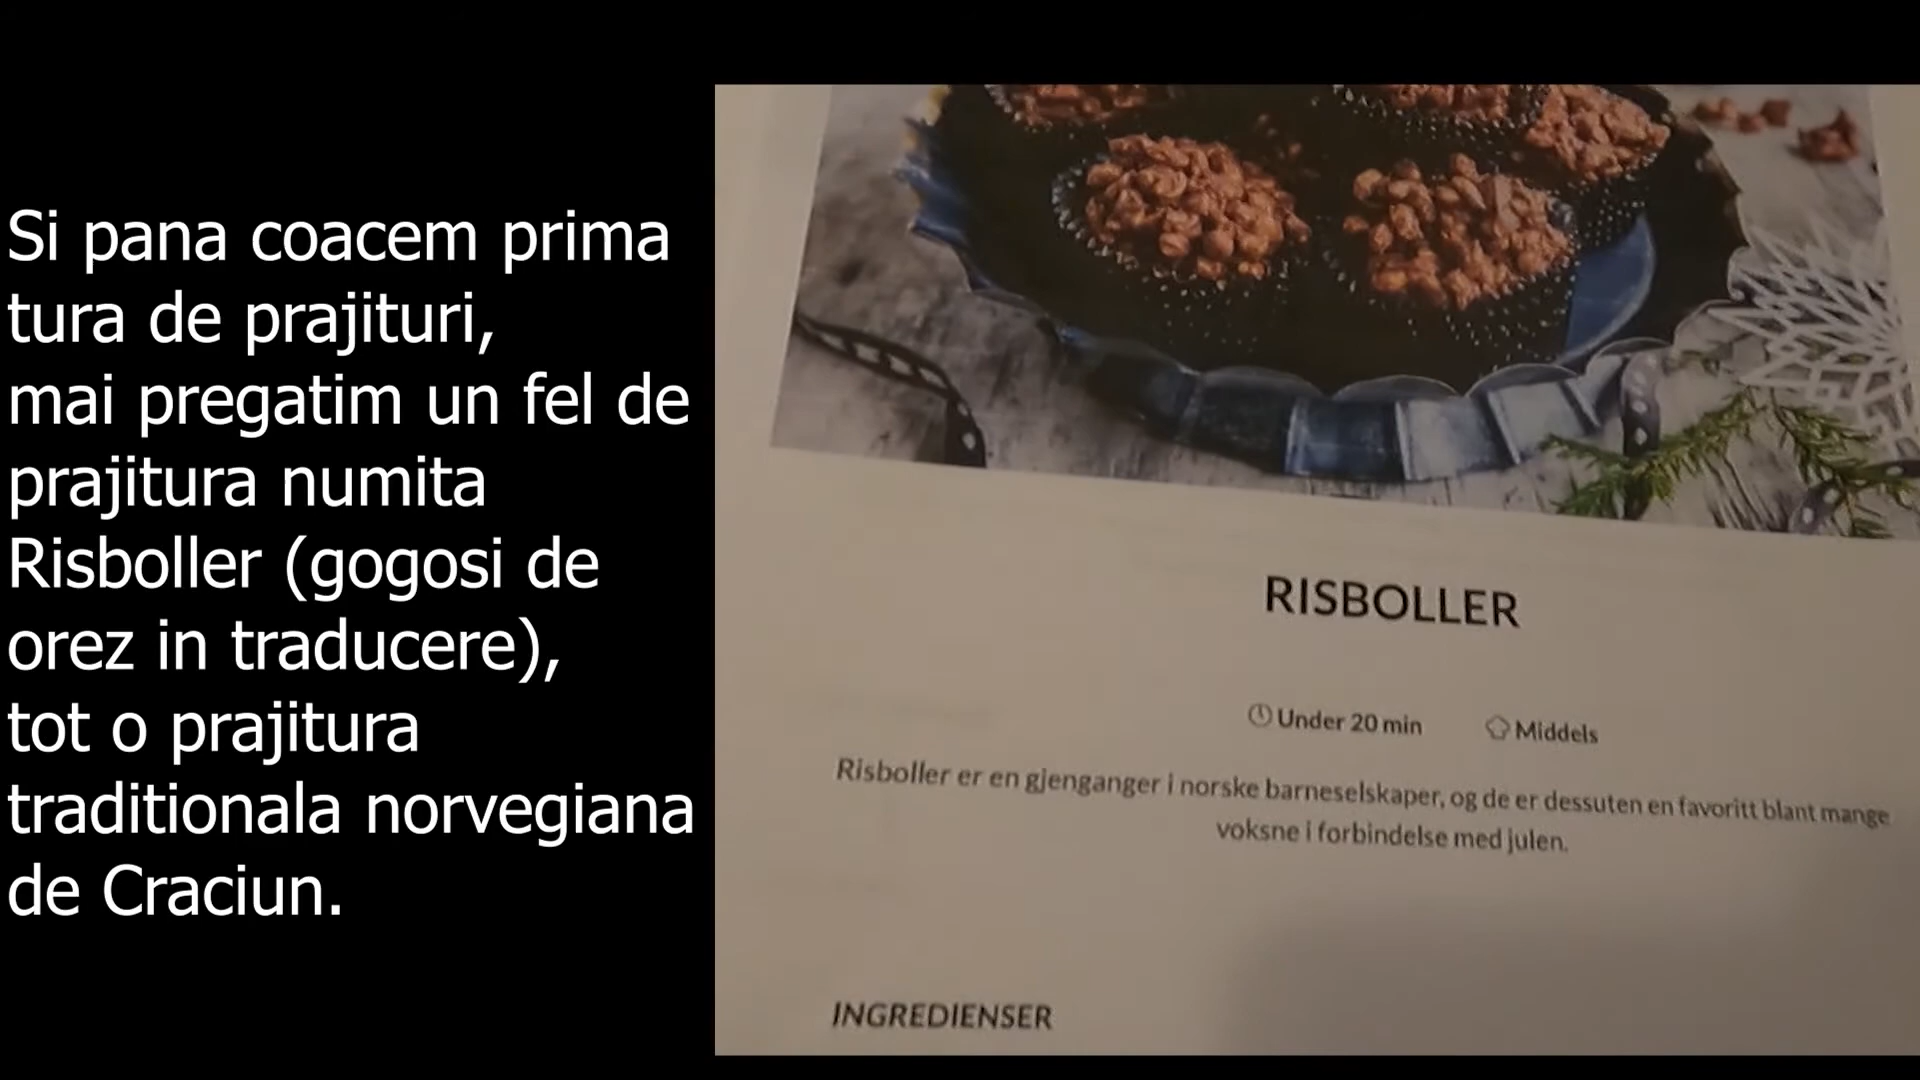 Si pana coacem prima
tura de prajituri,
mai pregatim un fel de
prajitura numita
Risboller (gogosi de
orez in traducere),
tot o prajitura
traditionala norvegiana
de Craciun.
RISBOLLER
Under 20 min Middels
Risboller er en gjenganger i norske barneselskaper, og de er dessuten en favoritt blant mange
voksne i forbindelse med julen.
INGREDIENSER